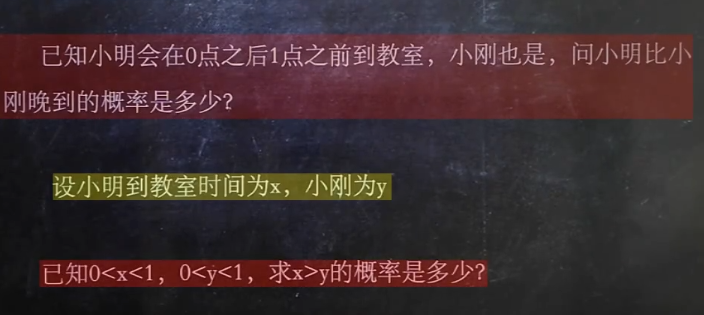 已知小明会在0点之后1点之前到教室，小刚也是，问小明比小
刚晚到的概率是多少？
设小明到教室时间为x，小刚为y
已知0<x<1，0<y<1，求x>y的概率是多少？